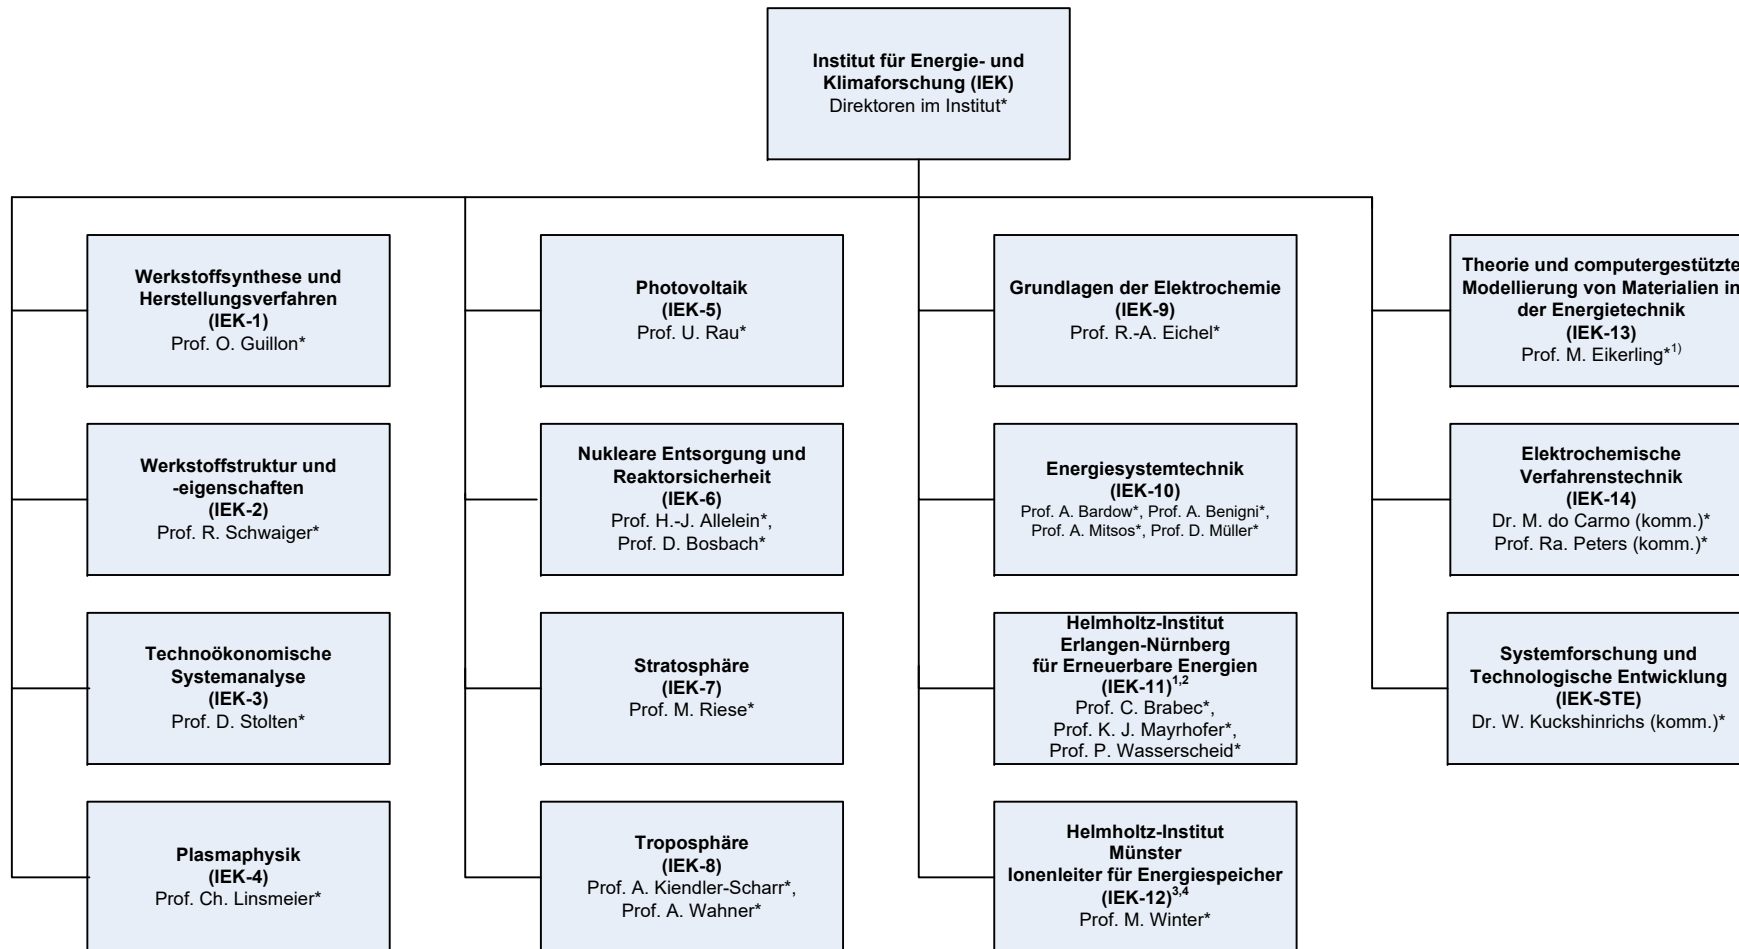 Institut für Energie- und
Klimaforschung (IEK)
Direktoren im Institut*
Werkstoffsynthese und
Herstellungsverfahren
(IEK-1)
Prof. O. Guillon*
Werkstoffstruktur und
-eigenschaften
(IEK-2)
Prof. R. Schwaiger*
Technoökonomische
Systemanalyse
(IEK-3)
Prof. D. Stolten*
Plasmaphysik
(IEK-4)
Prof. Ch. Linsmeier*
Photovoltaik
(IEK-5)
Prof. U. Rau*
Nukleare Entsorgung und
Reaktorsicherheit
(IEK-6)
Prof. H.-J. Allelein*,
Prof. D. Bosbach*
Stratosphäre
(IEK-7)
Prof. M. Riese*
Troposphäre
(IEK-8)
Prof. A. Kiendler-Scharr*,
Prof. A. Wahner*
Grundlagen der Elektrochemie
(IEK-9)
Prof. R.-A. Eichel*
Energiesystemtechnik
(IEK-10)
Prof. A. Bardow*, Prof. A. Benigni*,
Prof. A. Mitsos*, Prof. D. Müller*
Helmholtz-Institut
Erlangen-Nürnberg
für Erneuerbare Energien
(IEK-11)1,2
Prof. C. Brabec*,
Prof. K. J. Mayrhofer*,
Prof. P. Wasserscheid*
Helmholtz-Institut
Münster
Ionenleiter für Energiespeicher
(IEK-12)3,4
Prof. M. Winter*
Theorie und computergestützte
Modellierung von Materialien in
der Energietechnik
(IEK-13)
Prof. M. Eikerling*1)
Elektrochemische
Verfahrenstechnik
(IEK-14)
Dr. M. do Carmo (komm.)*
Prof. Ra. Peters (komm.)*
Systemforschung und
Technologische Entwicklung
(IEK-STE)
Dr. W. Kuckshinrichs (komm.)*